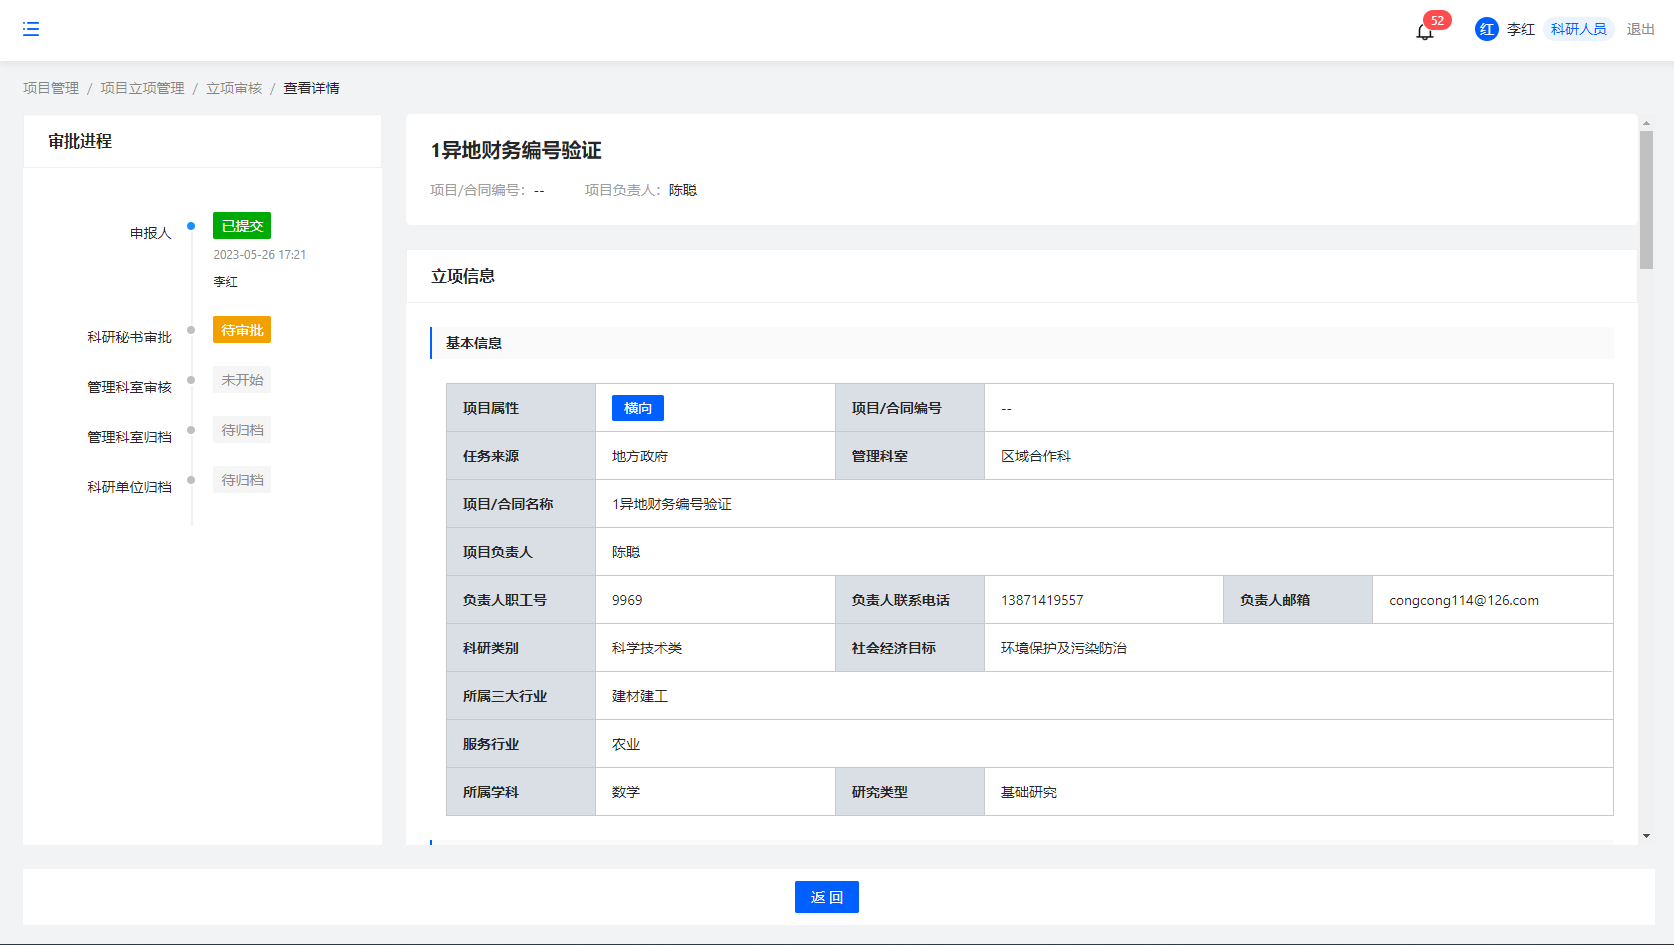 52
红 李红 科研人员 退出
项目管理 / 项目立项管理 / 立项审核 / 查看详情
审批进程
申报人 已提交
2023-05-26 17:21
李红
科研秘书审批 待审批
管理科室审核 未开始
管理科室归档 待归档
科研单位归档 待归档
1异地财务编号验证
项目/合同编号: -- 项目负责人: 陈聪
立项信息
基本信息
项目属性 横向 项目/合同编号 --
任务来源 地方政府 管理科室 区域合作科
项目/合同名称 1异地财务编号验证
项目负责人 陈聪
负责人职工号 9969 负责人联系电话 13871419557 负责人邮箱 congcong114@126.com
科研类别 科学技术类 社会经济目标 环境保护及污染防治
所属三大行业 建材建工
服务行业 农业
所属学科 数学 研究类型 基础研究
返 回